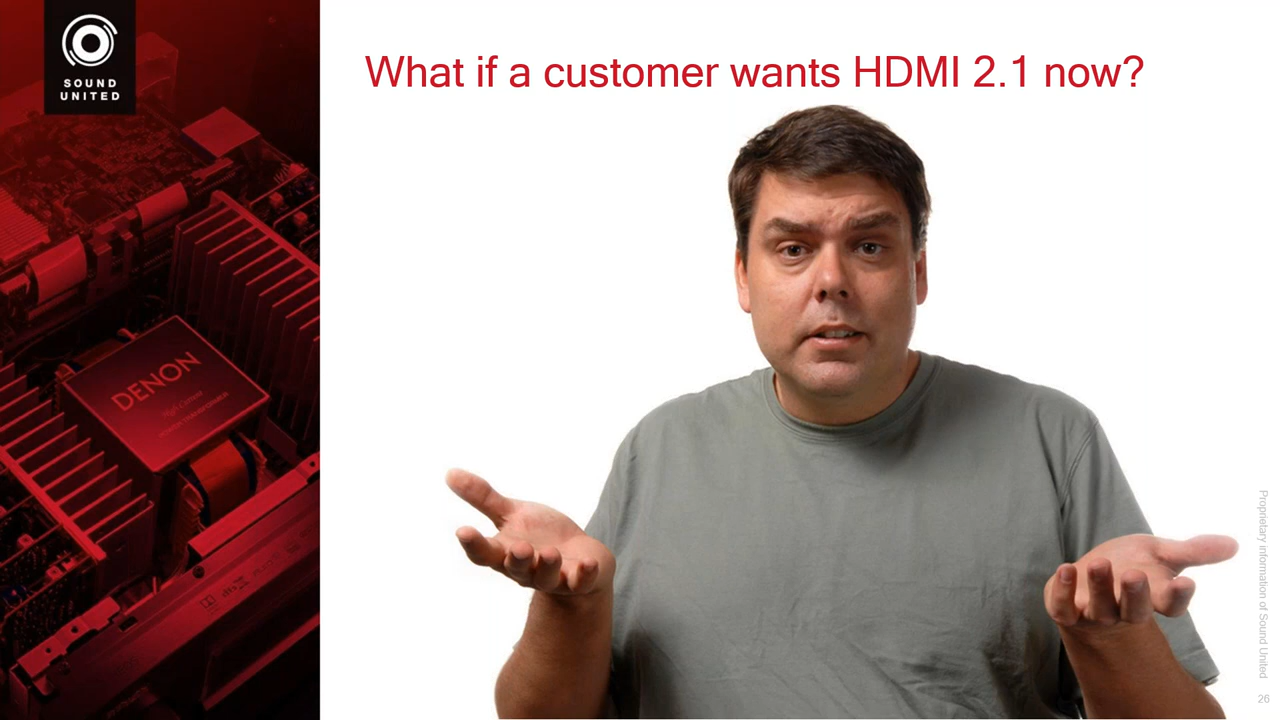 SOUND
UNITED
What if a customer wants HDMI 2.1 now?
DENON
Proprietary information of Sound United
26